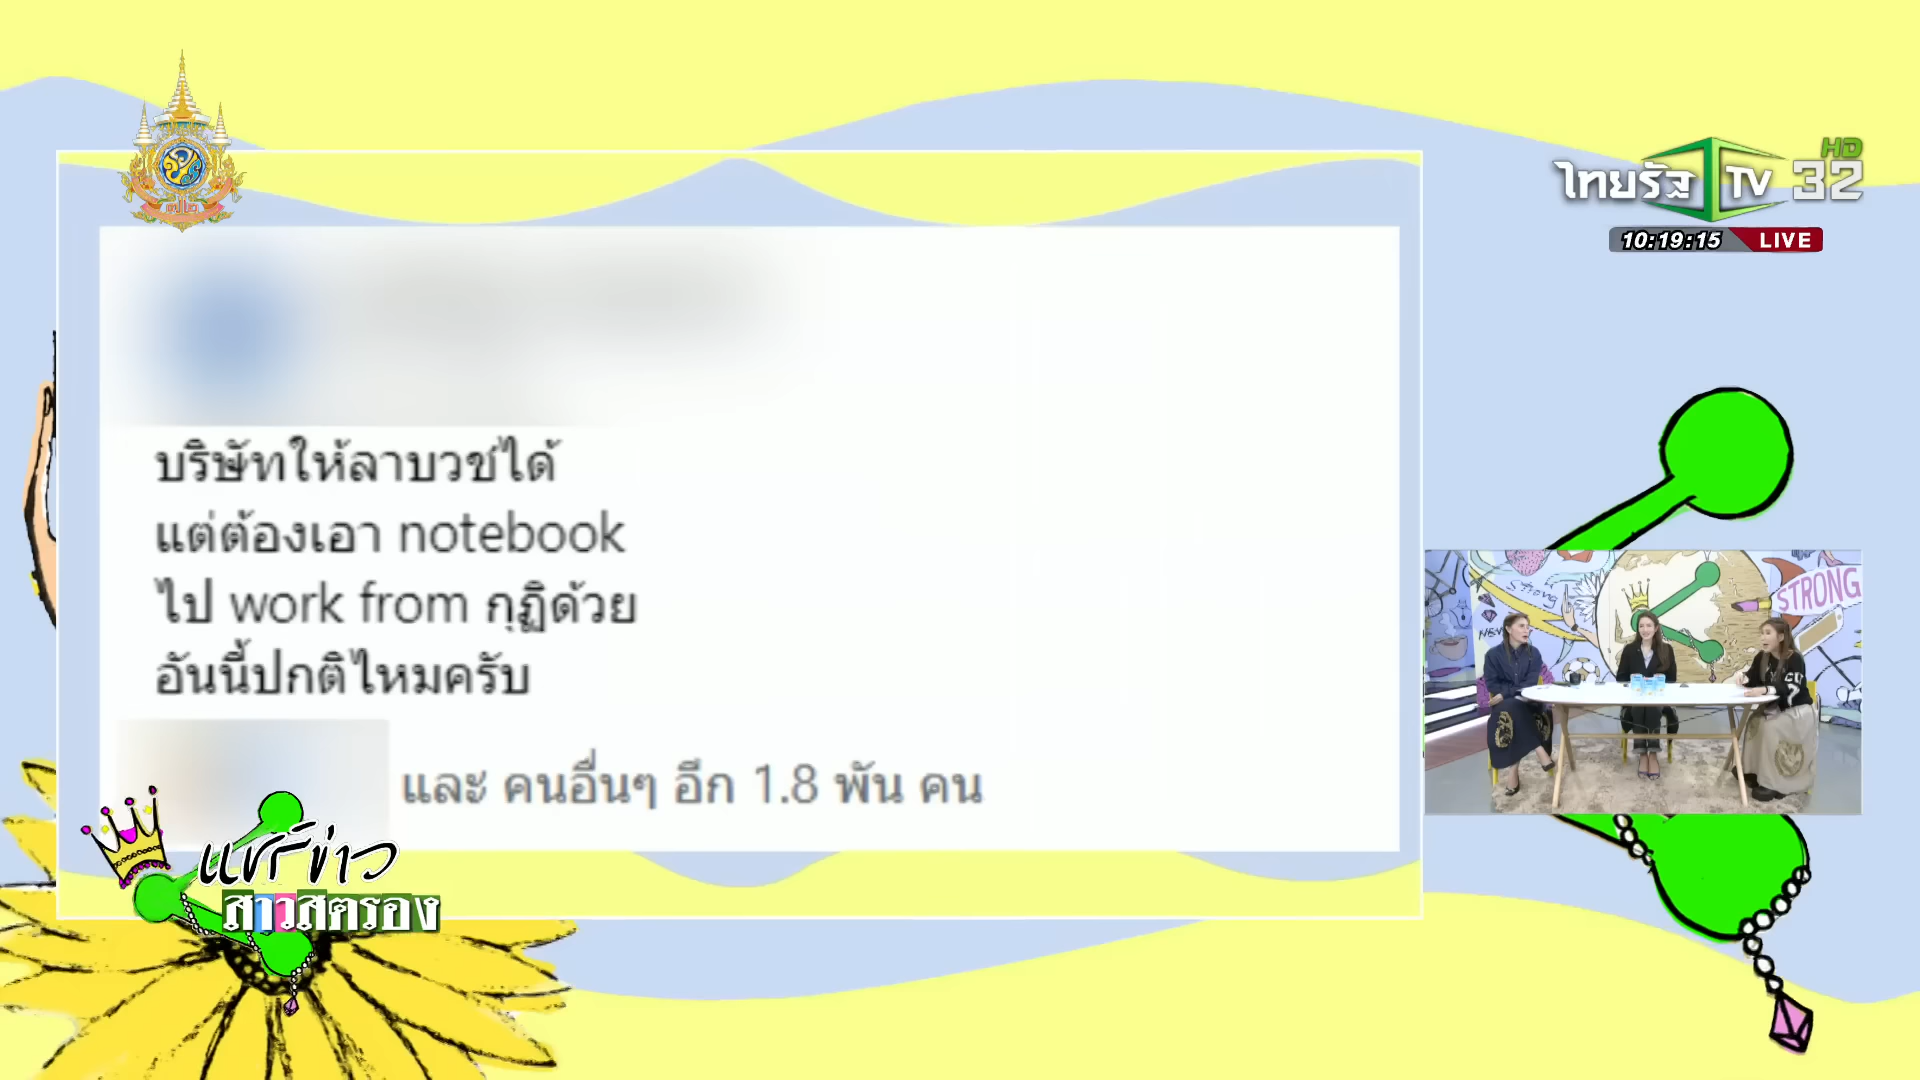 ไทยรัฐ TV 32 HD
10:19:15 LIVE
บริษัทให้ลาบวชได้
แต่ต้องเอา notebook
ไป work from กุฏิด้วย
อันนี้ปกติไหมครับ
และ คนอื่นๆ อีก 1.8 พัน คน
STRONG
Strong
แชร์ข่าว
สาวสตรอง